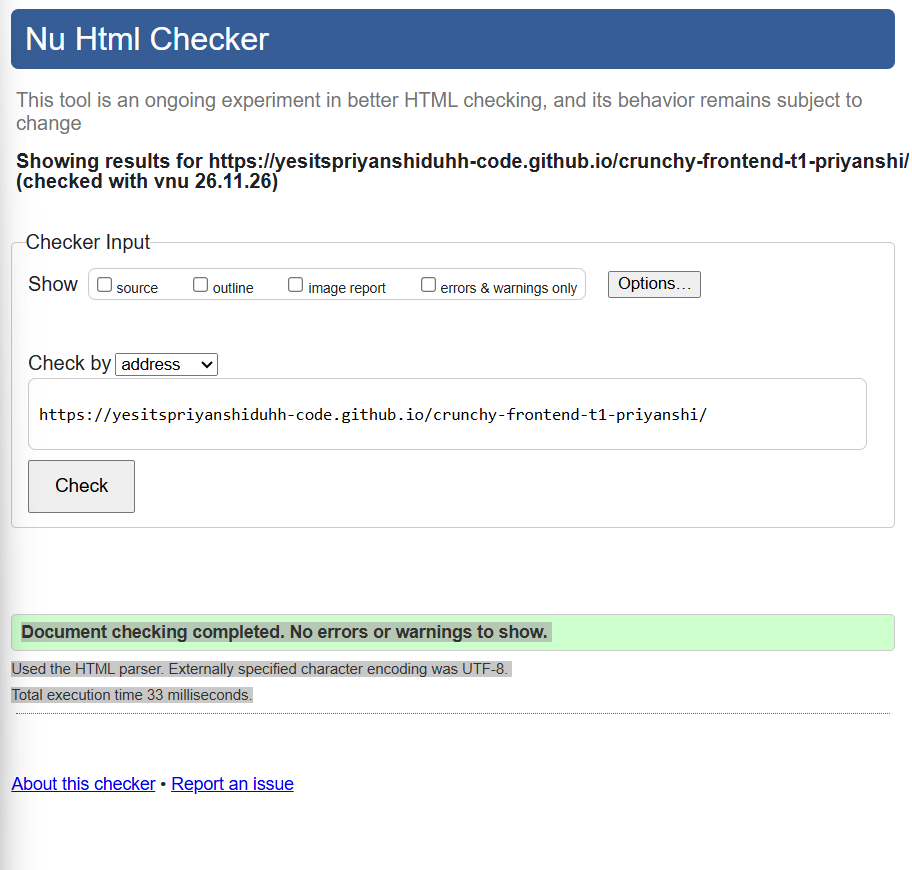 Nu Html Checker
This tool is an ongoing experiment in better HTML checking, and its behavior remains subject to
change
Showing results for https://yesitspriyanshiduhh-code.github.io/crunchy-frontend-t1-priyanshi/
(checked with vnu 26.11.26)
Checker Input
Show source outline image report errors & warnings only Options…
Check by address
https://yesitspriyanshiduhh-code.github.io/crunchy-frontend-t1-priyanshi/
Check
Document checking completed. No errors or warnings to show.
Used the HTML parser. Externally specified character encoding was UTF-8.
Total execution time 33 milliseconds.
About this checker • Report an issue